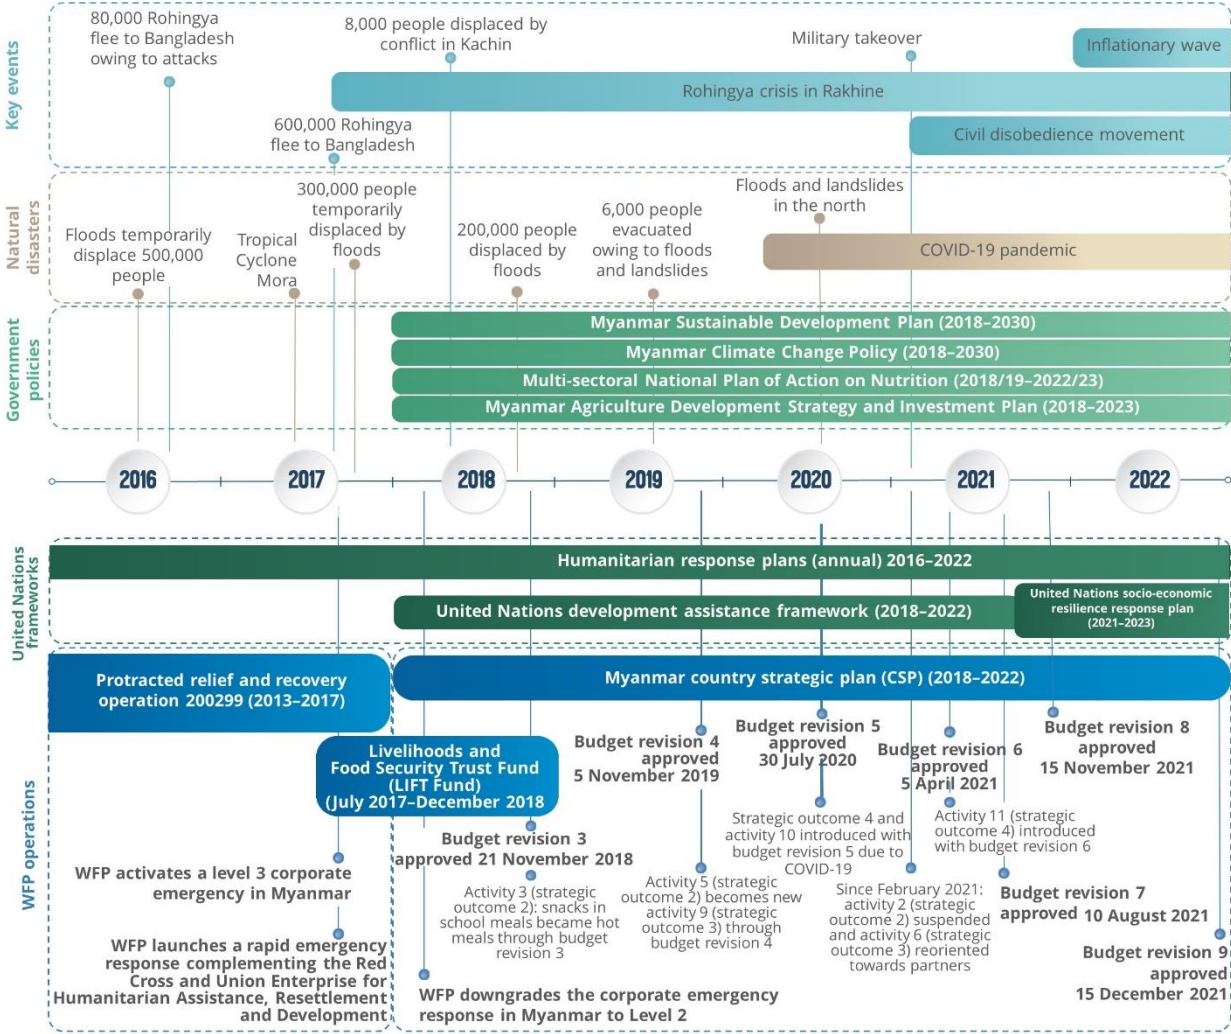 Key events
80,000 Rohingya
flee to Bangladesh
owing to attacks
8,000 people displaced by
conflict in Kachin
Military takeover
Inflationary wave
Rohingya crisis in Rakhine
600,000 Rohingya
flee to Bangladesh
Civil disobedience movement
Natural
disasters
Floods temporarily
displace 500,000
people
Tropical
Cyclone
Mora
300,000 people
temporarily
displaced by
floods
200,000 people
displaced by
floods
6,000 people
evacuated
owing to floods
and landslides
Floods and landslides
in the north
COVID-19 pandemic
Government
policies
Myanmar Sustainable Development Plan (2018–2030)
Myanmar Climate Change Policy (2018–2030)
Multi-sectoral National Plan of Action on Nutrition (2018/19–2022/23)
Myanmar Agriculture Development Strategy and Investment Plan (2018–2023)
2016
2017
2018
2019
2020
2021
2022
United Nations
frameworks
Humanitarian response plans (annual) 2016–2022
United Nations development assistance framework (2018–2022)
United Nations socio-economic
resilience response plan
(2021–2023)
WFP operations
Protracted relief and recovery
operation 200299 (2013–2017)
Myanmar country strategic plan (CSP) (2018–2022)
Livelihoods and
Food Security Trust Fund
(LIFT Fund)
(July 2017–December 2018
Budget revision 4
approved
5 November 2019
Budget revision 5
approved
30 July 2020
Budget revision 6
approved
5 April 2021
Budget revision 8
approved
15 November 2021
Budget revision 3
approved 21 November 2018
Strategic outcome 4 and
activity 10 introduced with
budget revision 5 due to
COVID-19
Activity 11 (strategic
outcome 4) introduced
with budget revision 6
WFP activates a level 3 corporate
emergency in Myanmar
Activity 3 (strategic
outcome 2): snacks in
school meals became hot
meals through budget
revision 3
Activity 5 (strategic
outcome 2) becomes new
activity 9 (strategic
outcome 3) through
budget revision 4
Since February 2021:
activity 2 (strategic
outcome 2) suspended
and activity 6 (strategic
outcome 3) reoriented
towards partners
Budget revision 7
approved 10 August 2021
WFP launches a rapid emergency
response complementing the Red
Cross and Union Enterprise for
Humanitarian Assistance, Resettlement
and Development
WFP downgrades the corporate emergency
response in Myanmar to Level 2
Budget revision 9
approved
15 December 2021